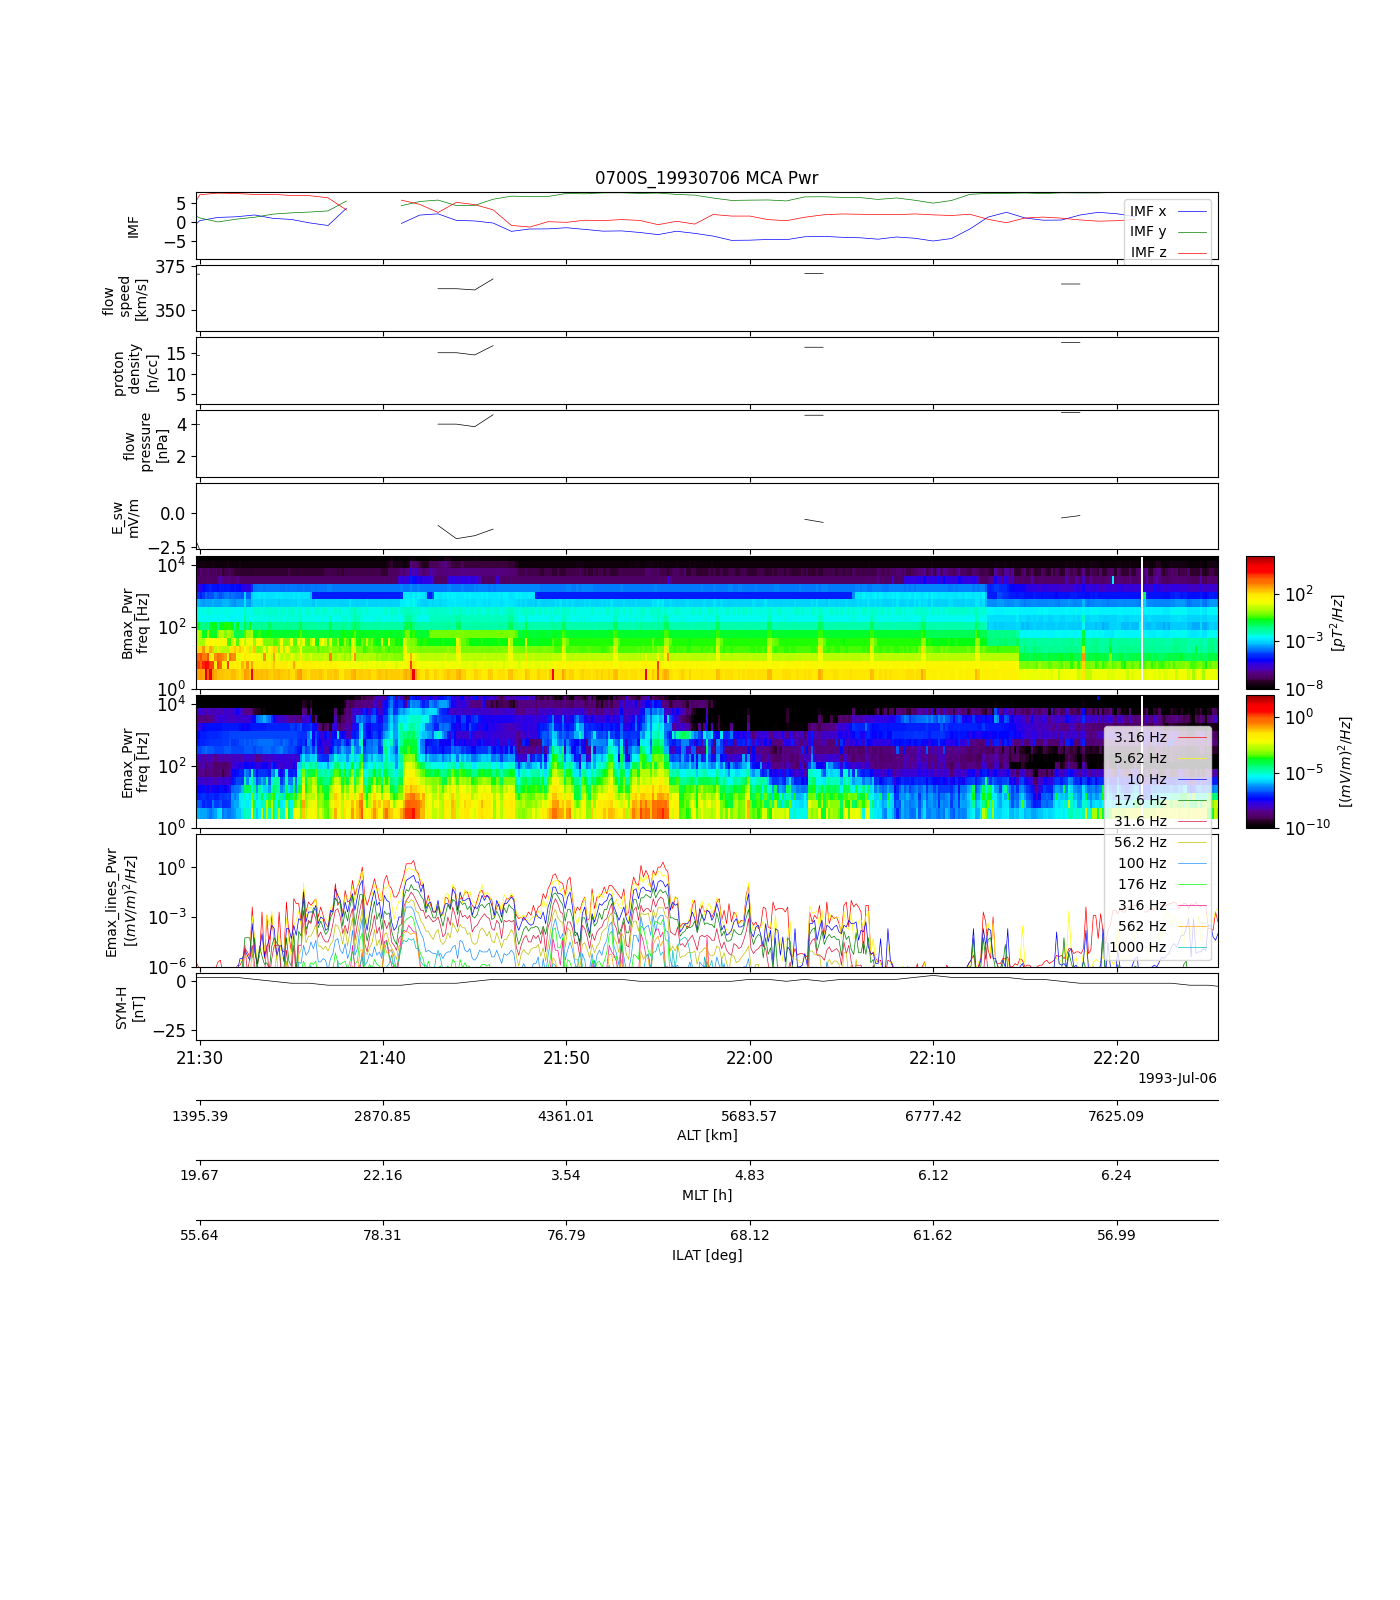 0700S_19930706 MCA Pwr
5
0
−5
IMF
IMF x
IMF y
IMF z
375
350
flow
speed
[km/s]
15
10
5
proton
density
[n/cc]
4
2
flow
pressure
[nPa]
0.0
−2.5
E_sw
mV/m
10^4
10^2
10^0
Bmax_Pwr
freq [Hz]
10^2
10^−3
10^−8
[pT^2/Hz]
10^4
10^2
10^0
Emax_Pwr
freq [Hz]
10^0
10^−5
10^−10
[(mV/m)^2/Hz]
3.16 Hz
5.62 Hz
10 Hz
17.6 Hz
31.6 Hz
56.2 Hz
100 Hz
176 Hz
316 Hz
562 Hz
1000 Hz
10^0
10^−3
10^−6
Emax_lines_Pwr
[(mV/m)^2/Hz]
0
−25
SYM-H
[nT]
21:30 21:40 21:50 22:00 22:10 22:20
1993-Jul-06
1395.39 2870.85 4361.01 5683.57 6777.42 7625.09
ALT [km]
19.67 22.16 3.54 4.83 6.12 6.24
MLT [h]
55.64 78.31 76.79 68.12 61.62 56.99
ILAT [deg]